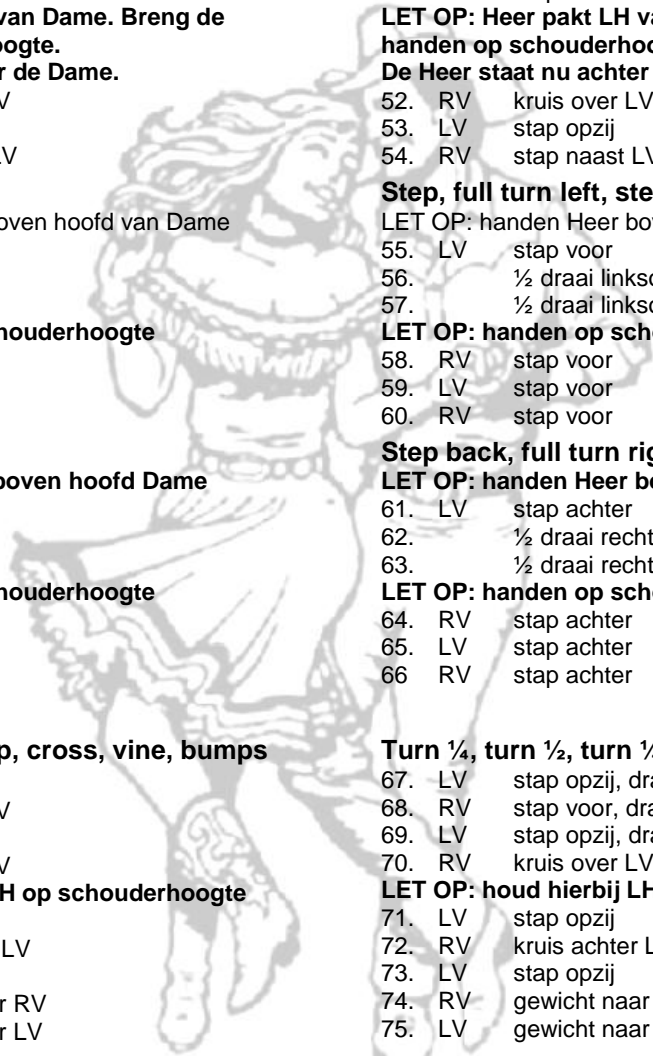 van Dame. Breng de
oogte.
r de Dame.
V
LV
oven hoofd van Dame
houderhoogte
boven hoofd Dame
houderhoogte
p, cross, vine, bumps
V
V
H op schouderhoogte
LV
r RV
r LV
LET OP: Heer pakt LH va
handen op schouderhoo
De Heer staat nu achter
52. RV kruis over LV
53. LV stap opzij
54. RV stap naast LV
Step, full turn left, ste
LET OP: handen Heer bov
55. LV stap voor
56. ½ draai linkso
57. ½ draai linkso
LET OP: handen op scho
58. RV stap voor
59. LV stap voor
60. RV stap voor
Step back, full turn rig
LET OP: handen Heer bo
61. LV stap achter
62. ½ draai recht
63. ½ draai recht
LET OP: handen op scho
64. RV stap achter
65. LV stap achter
66 RV stap achter
Turn ¼, turn ½, turn ¼
67. LV stap opzij, dra
68. RV stap voor, dra
69. LV stap opzij, dra
70. RV kruis over LV
LET OP: houd hierbij LH
71. LV stap opzij
72. RV kruis achter L
73. LV stap opzij
74. RV gewicht naar
75. LV gewicht naar